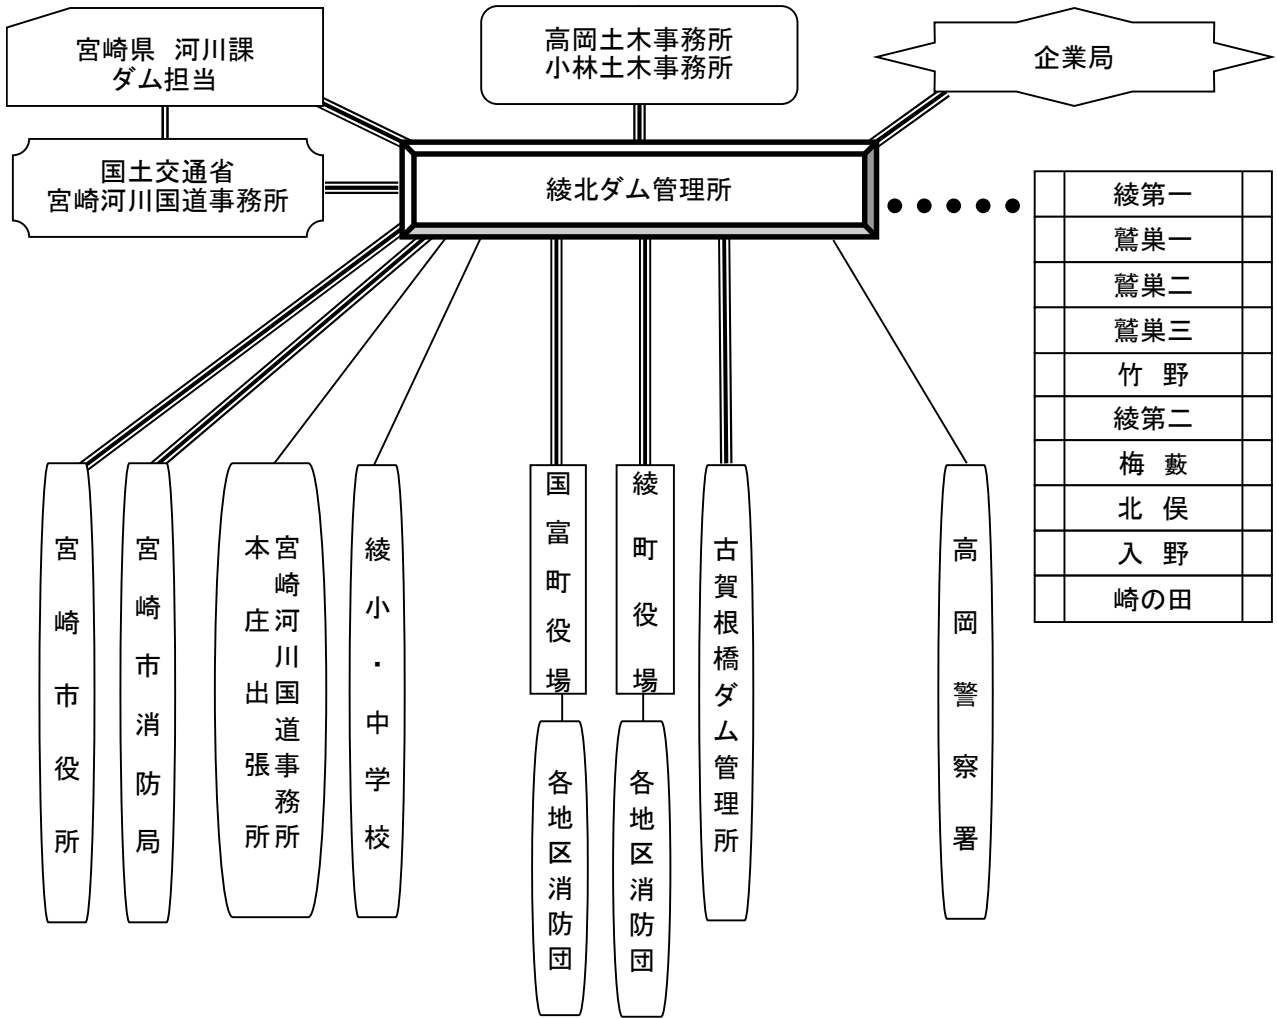 宮崎県 河川課
ダム担当
高岡土木事務所
小林土木事務所
企業局
国土交通省
宮崎河川国道事務所
綾北ダム管理所
綾第一
鷲巣一
鷲巣二
鷲巣三
竹 野
綾第二
梅 藪
北 俣
入 野
崎の田
宮崎市役所
宮崎市消防局
宮崎河川国道事務所
本庄出張所
綾小・中学校
国富町役場
各地区消防団
綾町役場
各地区消防団
古賀根橋ダム管理所
高岡警察署